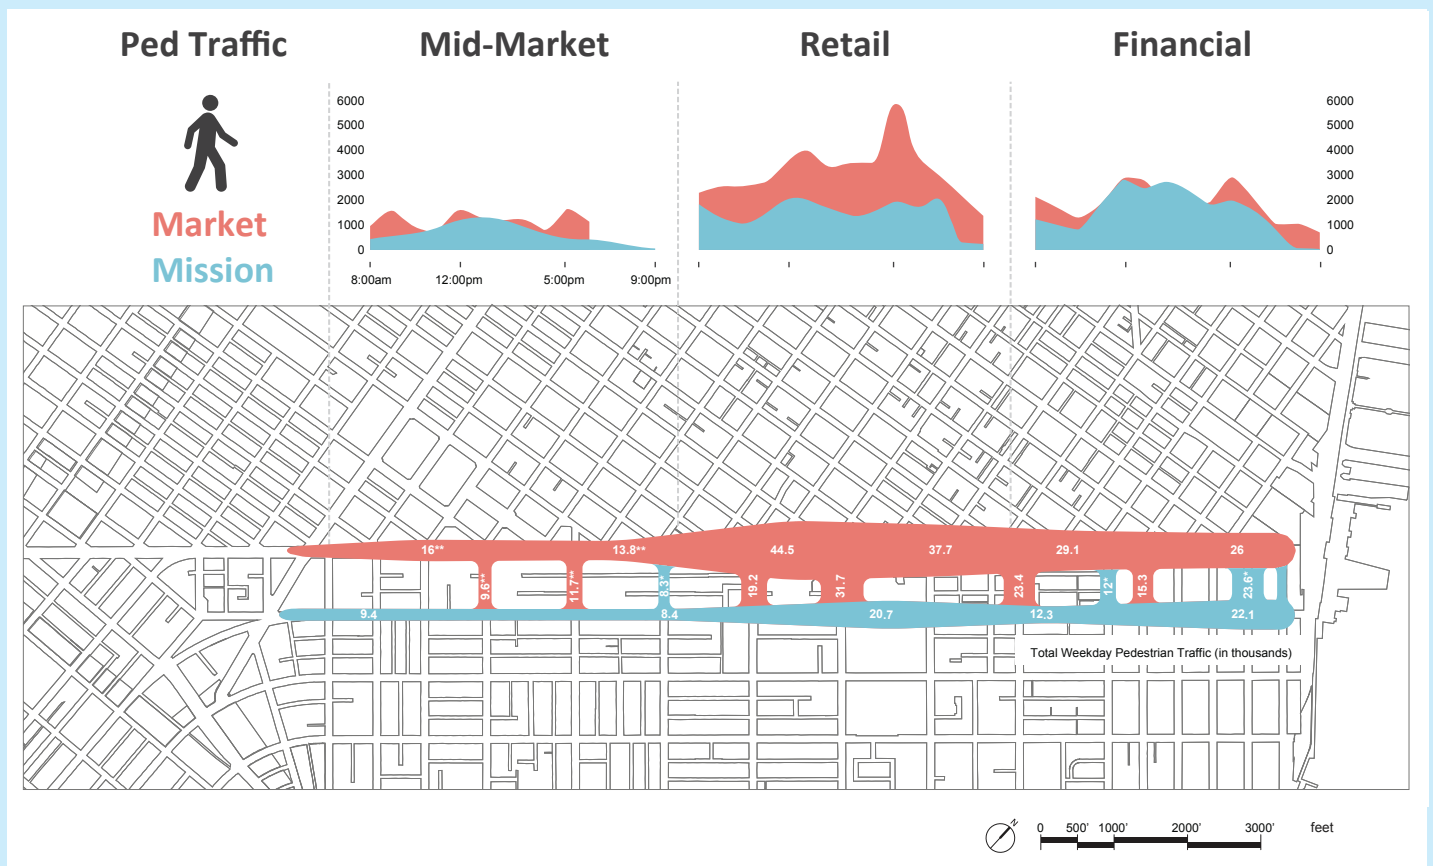 Ped Traffic
Mid-Market
Retail
Financial
Market
Mission
6000
5000
4000
3000
2000
1000
0
8:00am
12:00pm
5:00pm
9:00pm
6000
5000
4000
3000
2000
1000
0
16**
13.8**
44.5
37.7
29.1
26
9.6**
11.7**
8.3*
19.2
31.7
23.4
12*
15.3
23.6*
9.4
8.4
20.7
12.3
22.1
Total Weekday Pedestrian Traffic (in thousands)
N
0 500' 1000' 2000' 3000' feet